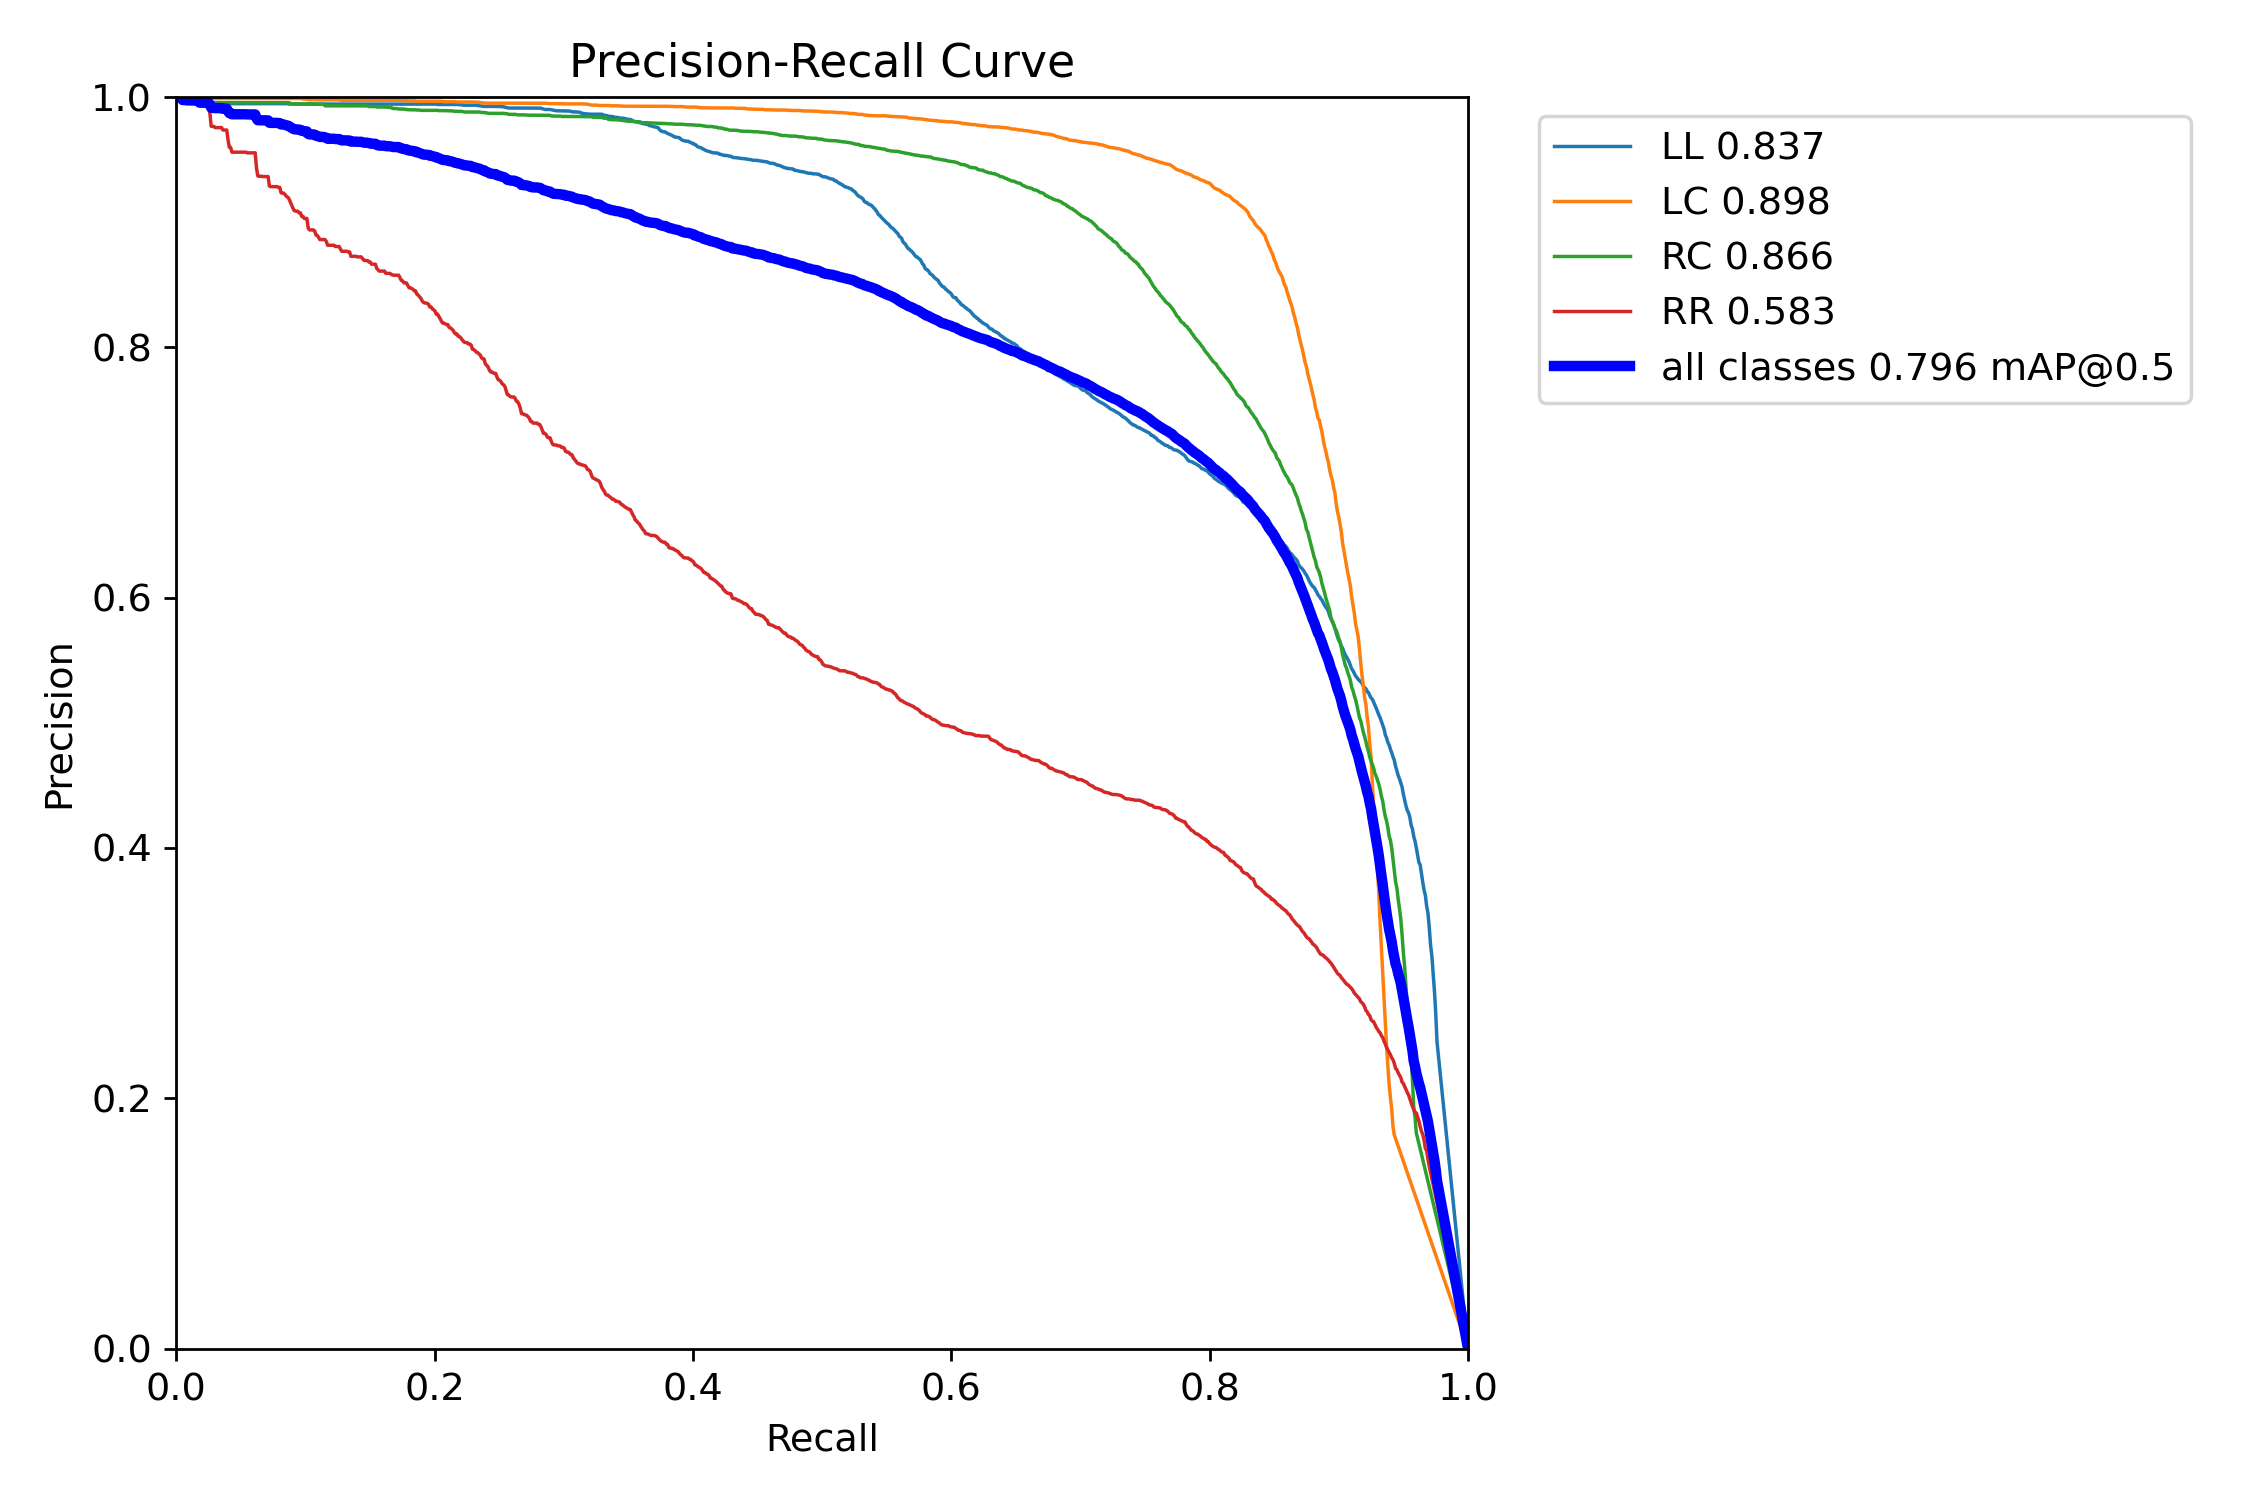 Precision-Recall Curve
1.0
0.8
0.6
0.4
0.2
0.0
Precision
0.0 0.2 0.4 0.6 0.8 1.0
Recall
LL 0.837
LC 0.898
RC 0.866
RR 0.583
all classes 0.796 mAP@0.5